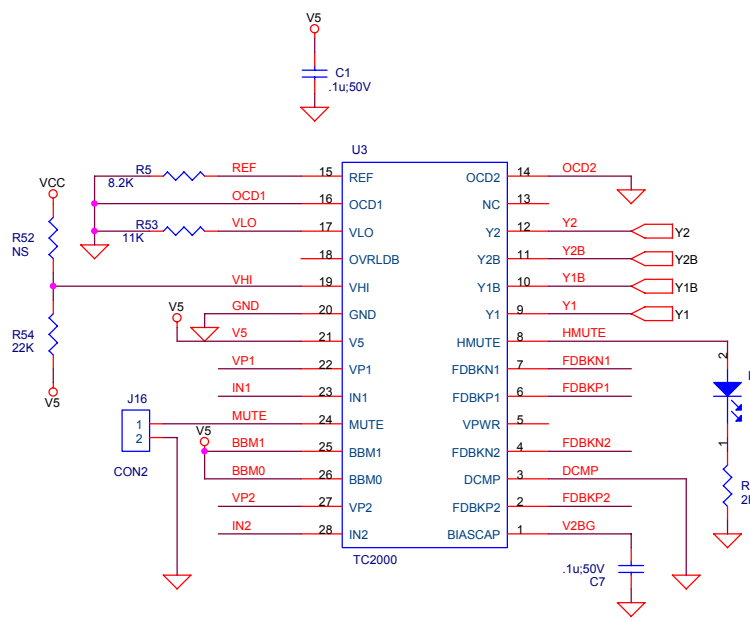 V5
C1
.1u;50V
U3
R5
8.2K
REF
15
REF
OCD2
14
OCD2
VCC
OCD1
16
OCD1
NC
13
R53
11K
VLO
17
VLO
Y2
12
Y2
Y2
R52
NS
18
OVRLDB
Y2B
11
Y2B
Y2B
VHI
19
VHI
Y1B
10
Y1B
Y1B
V5
GND
20
GND
Y1
9
Y1
Y1
R54
22K
V5
21
V5
HMUTE
8
HMUTE
VP1
22
VP1
FDBKN1
7
FDBKN1
2
D
V5
IN1
23
IN1
FDBKP1
6
FDBKP1
J16
1
2
CON2
MUTE
24
MUTE
VPWR
5
V5
BBM1
25
BBM1
FDBKN2
4
FDBKN2
1
BBM0
26
BBM0
DCMP
3
DCMP
R
VP2
27
VP2
FDBKP2
2
FDBKP2
IN2
28
IN2
BIASCAP
1
V2BG
TC2000
.1u;50V
C7